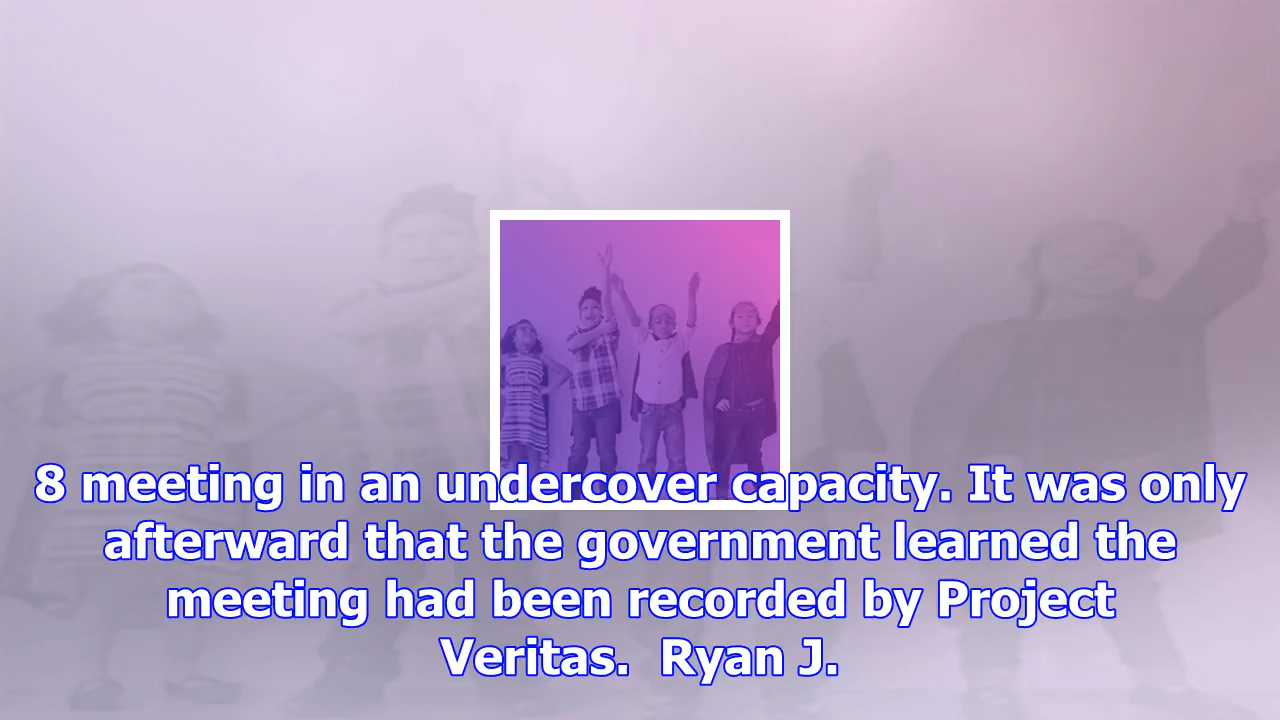 8 meeting in an undercover capacity. It was only
afterward that the government learned the
meeting had been recorded by Project
Veritas.  Ryan J.